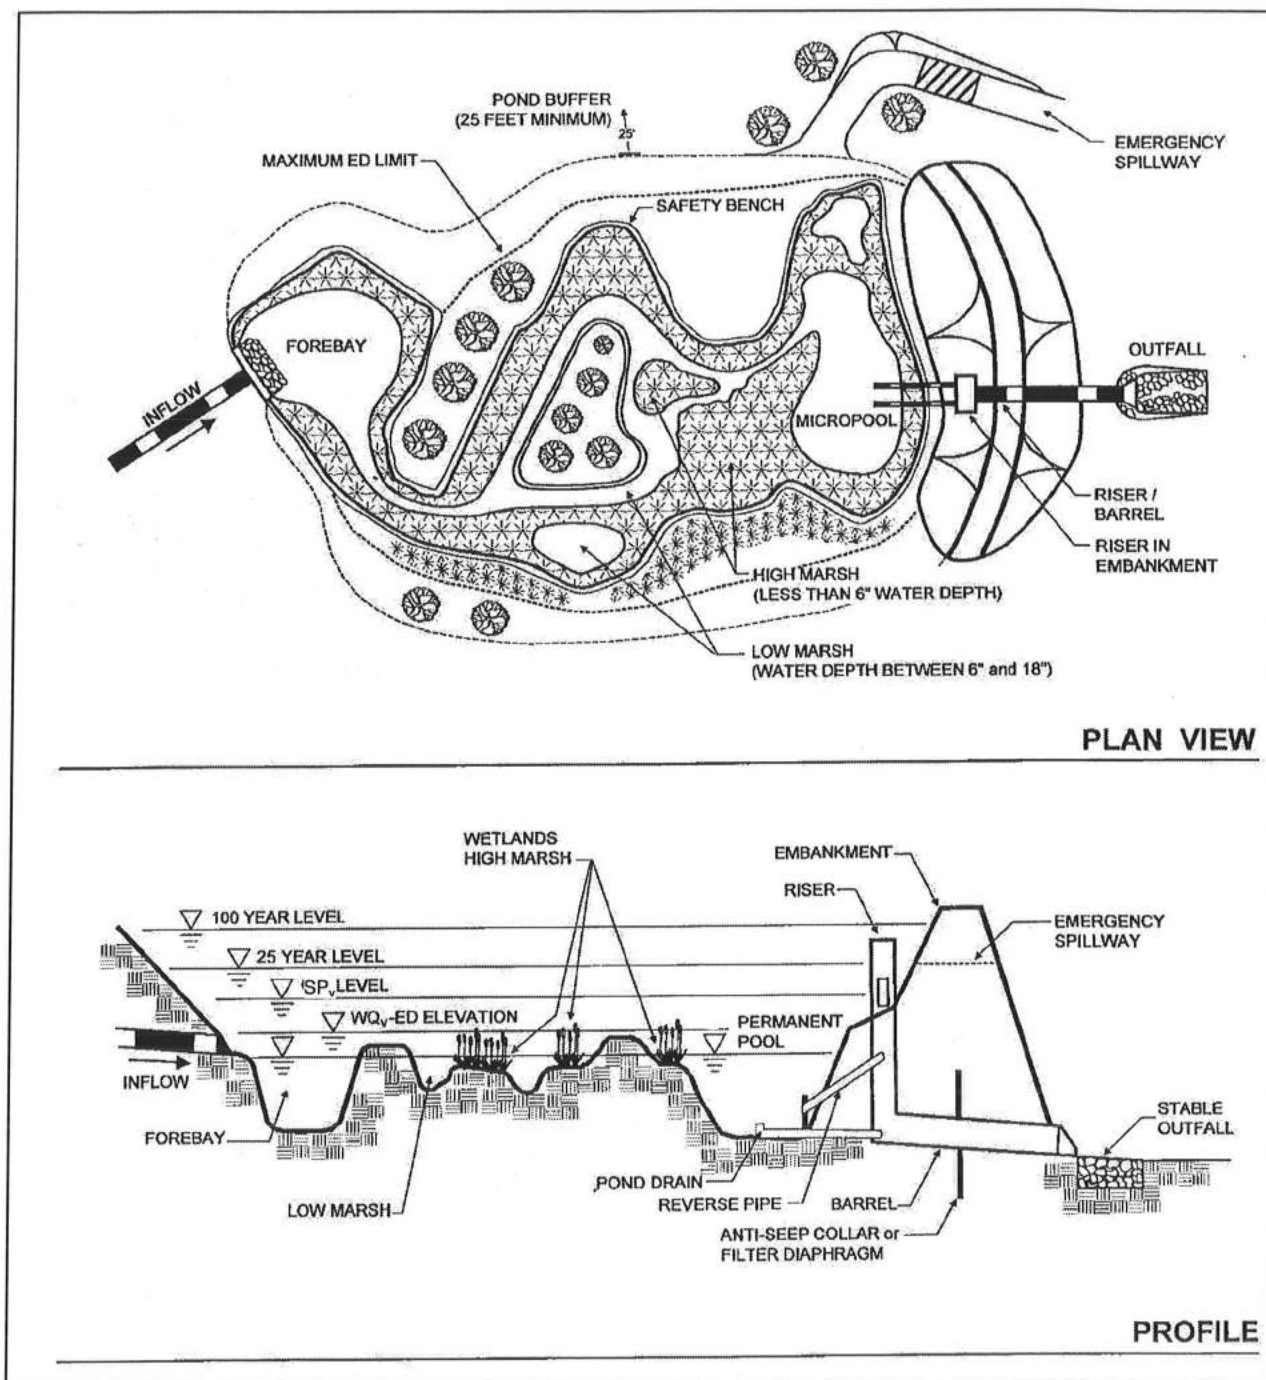 POND BUFFER
(25 FEET MINIMUM)
25'
MAXIMUM ED LIMIT
SAFETY BENCH
EMERGENCY
SPILLWAY
FOREBAY
INFLOW
OUTFALL
MICROPOOL
RISER /
BARREL
RISER IN
EMBANKMENT
HIGH MARSH
(LESS THAN 6" WATER DEPTH)
LOW MARSH
(WATER DEPTH BETWEEN 6" and 18")
PLAN VIEW
WETLANDS
HIGH MARSH
EMBANKMENT
RISER
100 YEAR LEVEL
EMERGENCY
SPILLWAY
25 YEAR LEVEL
SPv LEVEL
WQv-ED ELEVATION
PERMANENT
POOL
INFLOW
FOREBAY
STABLE
OUTFALL
POND DRAIN
LOW MARSH
REVERSE PIPE
BARREL
ANTI-SEEP COLLAR or
FILTER DIAPHRAGM
PROFILE